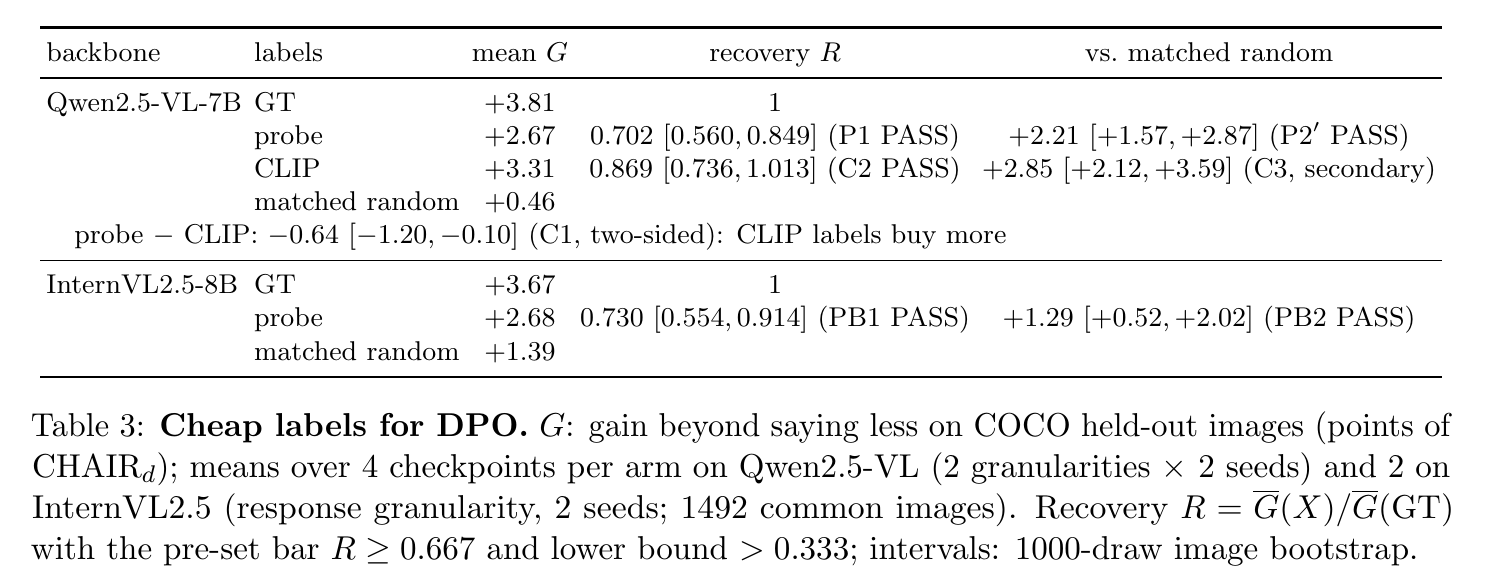 backbone labels mean G recovery R vs. matched random
Qwen2.5-VL-7B GT +3.81 1
probe +2.67 0.702 [0.560, 0.849] (P1 PASS) +2.21 [+1.57, +2.87] (P2′ PASS)
CLIP +3.31 0.869 [0.736, 1.013] (C2 PASS) +2.85 [+2.12, +3.59] (C3, secondary)
matched random +0.46
probe − CLIP: −0.64 [−1.20, −0.10] (C1, two-sided): CLIP labels buy more
InternVL2.5-8B GT +3.67 1
probe +2.68 0.730 [0.554, 0.914] (PB1 PASS) +1.29 [+0.52, +2.02] (PB2 PASS)
matched random +1.39
Table 3: Cheap labels for DPO. G: gain beyond saying less on COCO held-out images (points of
CHAIR_d); means over 4 checkpoints per arm on Qwen2.5-VL (2 granularities × 2 seeds) and 2 on
InternVL2.5 (response granularity, 2 seeds; 1492 common images). Recovery R = G̅(X)/G̅(GT)
with the pre-set bar R ≥ 0.667 and lower bound > 0.333; intervals: 1000-draw image bootstrap.